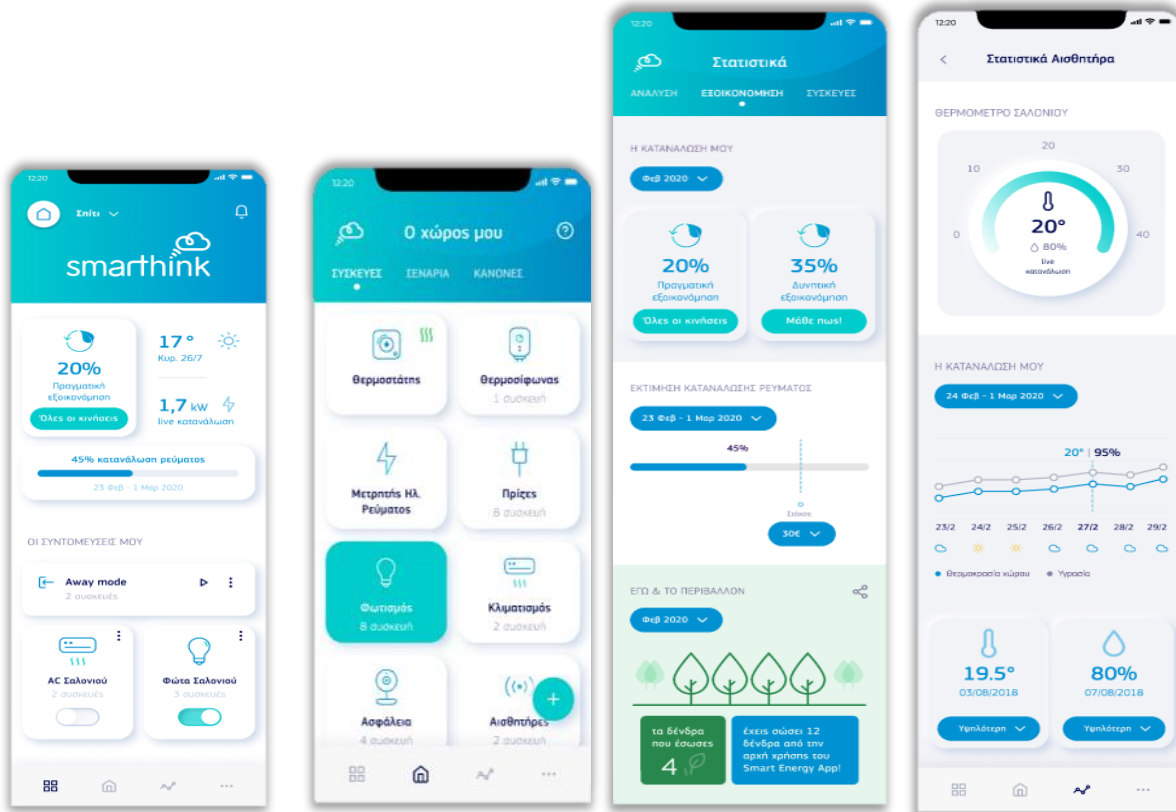 12:20
Σπίτι
smarthink
20%
Πραγματική
εξοικονόμηση
Όλες οι κινήσεις
17°
Κυρ. 26/7
1,7 kW
live κατανάλωση
45% κατανάλωση ρεύματος
23 Φεβ - 1 Μαρ 2020
ΟΙ ΣΥΝΤΟΜΕΥΣΕΙΣ ΜΟΥ
Away mode
2 συσκευές
AC Σαλονιού
2 συσκευές
Φώτα Σαλονιού
3 συσκευές
12:20
Ο χώρος μου
ΣΥΣΚΕΥΕΣ ΣΕΝΑΡΙΑ ΚΑΝΟΝΕΣ
Θερμοστάτης
Θερμοσίφωνας
1 συσκευή
Μετρητής Ηλ.
Ρεύματος
Πρίζες
8 συσκευή
Φωτισμός
8 συσκευή
Κλιματισμός
2 συσκευή
Ασφάλεια
4 συσκευή
Αισθητήρες
2 συσκευή
12:20
Στατιστικά
ΑΝΑΛΥΣΗ ΕΞΟΙΚΟΝΟΜΗΣΗ ΣΥΣΚΕΥΕΣ
Η ΚΑΤΑΝΑΛΩΣΗ ΜΟΥ
Φεβ 2020
20%
Πραγματική
εξοικονόμηση
Όλες οι κινήσεις
35%
Δυνητική
εξοικονόμηση
Μάθε πως!
ΕΚΤΙΜΗΣΗ ΚΑΤΑΝΑΛΩΣΗΣ ΡΕΥΜΑΤΟΣ
23 Φεβ - 1 Μαρ 2020
45%
Στόχος
30€
ΕΓΩ & ΤΟ ΠΕΡΙΒΑΛΛΟΝ
Φεβ 2020
τα δένδρα
που έσωσες
4
έχεις σώσει 12
δένδρα από την
αρχή χρήσης του
Smart Energy App!
12:20
Στατιστικά Αισθητήρα
ΘΕΡΜΟΜΕΤΡΟ ΣΑΛΟΝΙΟΥ
0
10
20
30
40
20°
80%
live
κατανάλωση
Η ΚΑΤΑΝΑΛΩΣΗ ΜΟΥ
24 Φεβ - 1 Μαρ 2020
20° | 95%
23/2 24/2 25/2 26/2 27/2 28/2 29/2
Θερμοκρασία χώρου Υγρασία
19.5°
03/08/2018
Υψηλότερη
80%
07/08/2018
Υψηλότερη